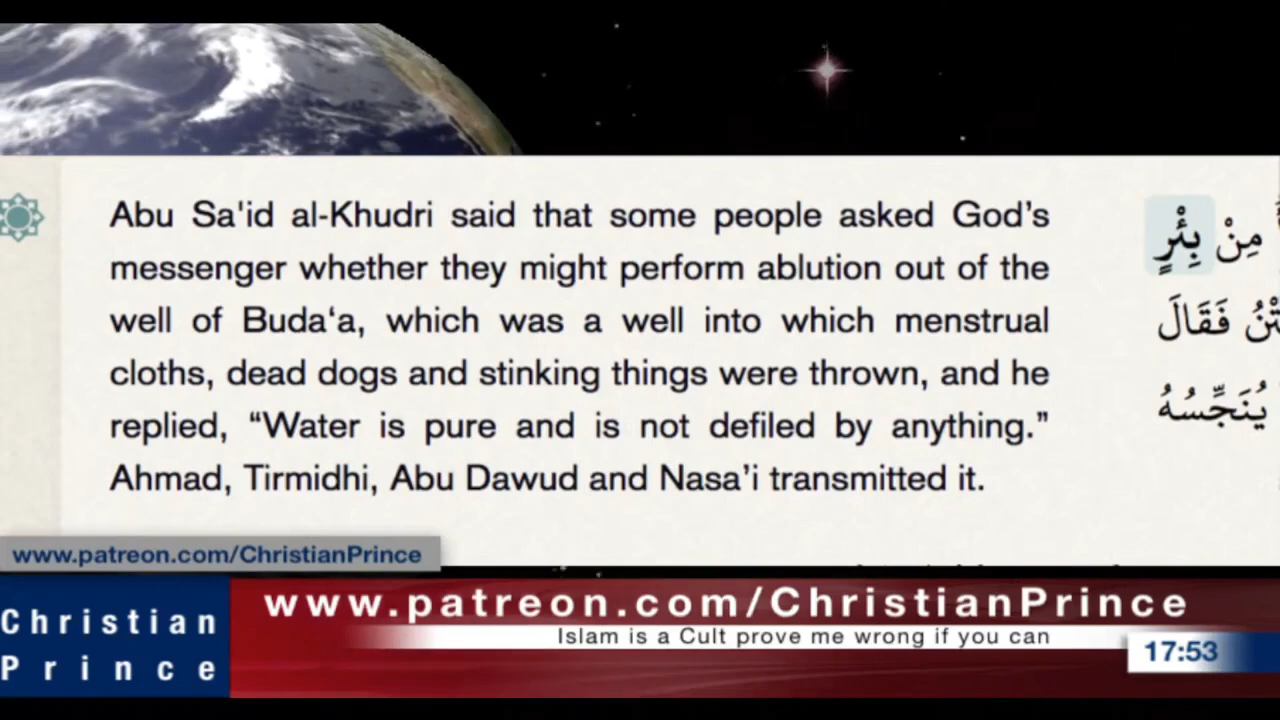 Abu Sa'id al-Khudri said that some people asked God’s
messenger whether they might perform ablution out of the
well of Buda‘a, which was a well into which menstrual
cloths, dead dogs and stinking things were thrown, and he
replied, “Water is pure and is not defiled by anything.”
Ahmad, Tirmidhi, Abu Dawud and Nasa’i transmitted it.
مِنْ بِئْرٍ
فَقَالَ
يُنَجِّسُهُ
www.patreon.com/ChristianPrince
Christian
Prince
www.patreon.com/ChristianPrince
Islam is a Cult prove me wrong if you can
17:53